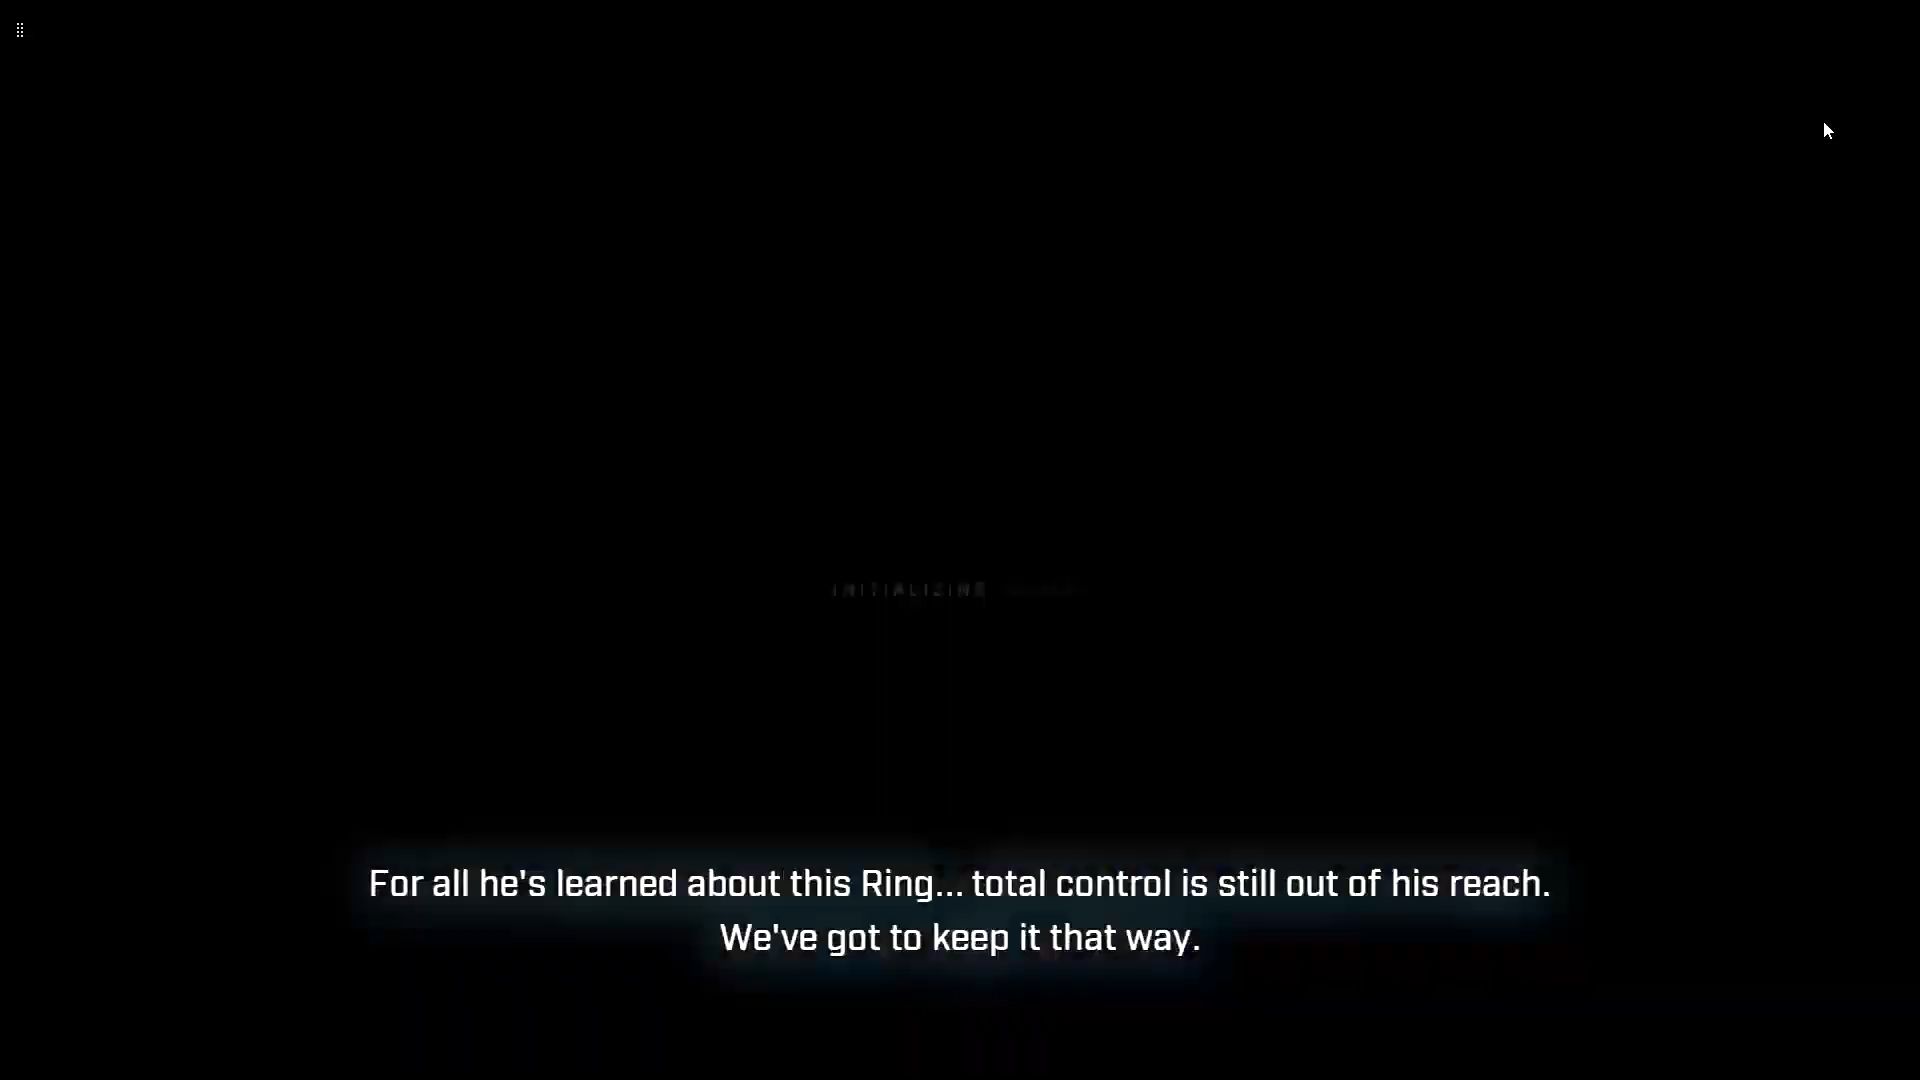 INITIALIZING
For all he's learned about this Ring... total control is still out of his reach.
We've got to keep it that way.